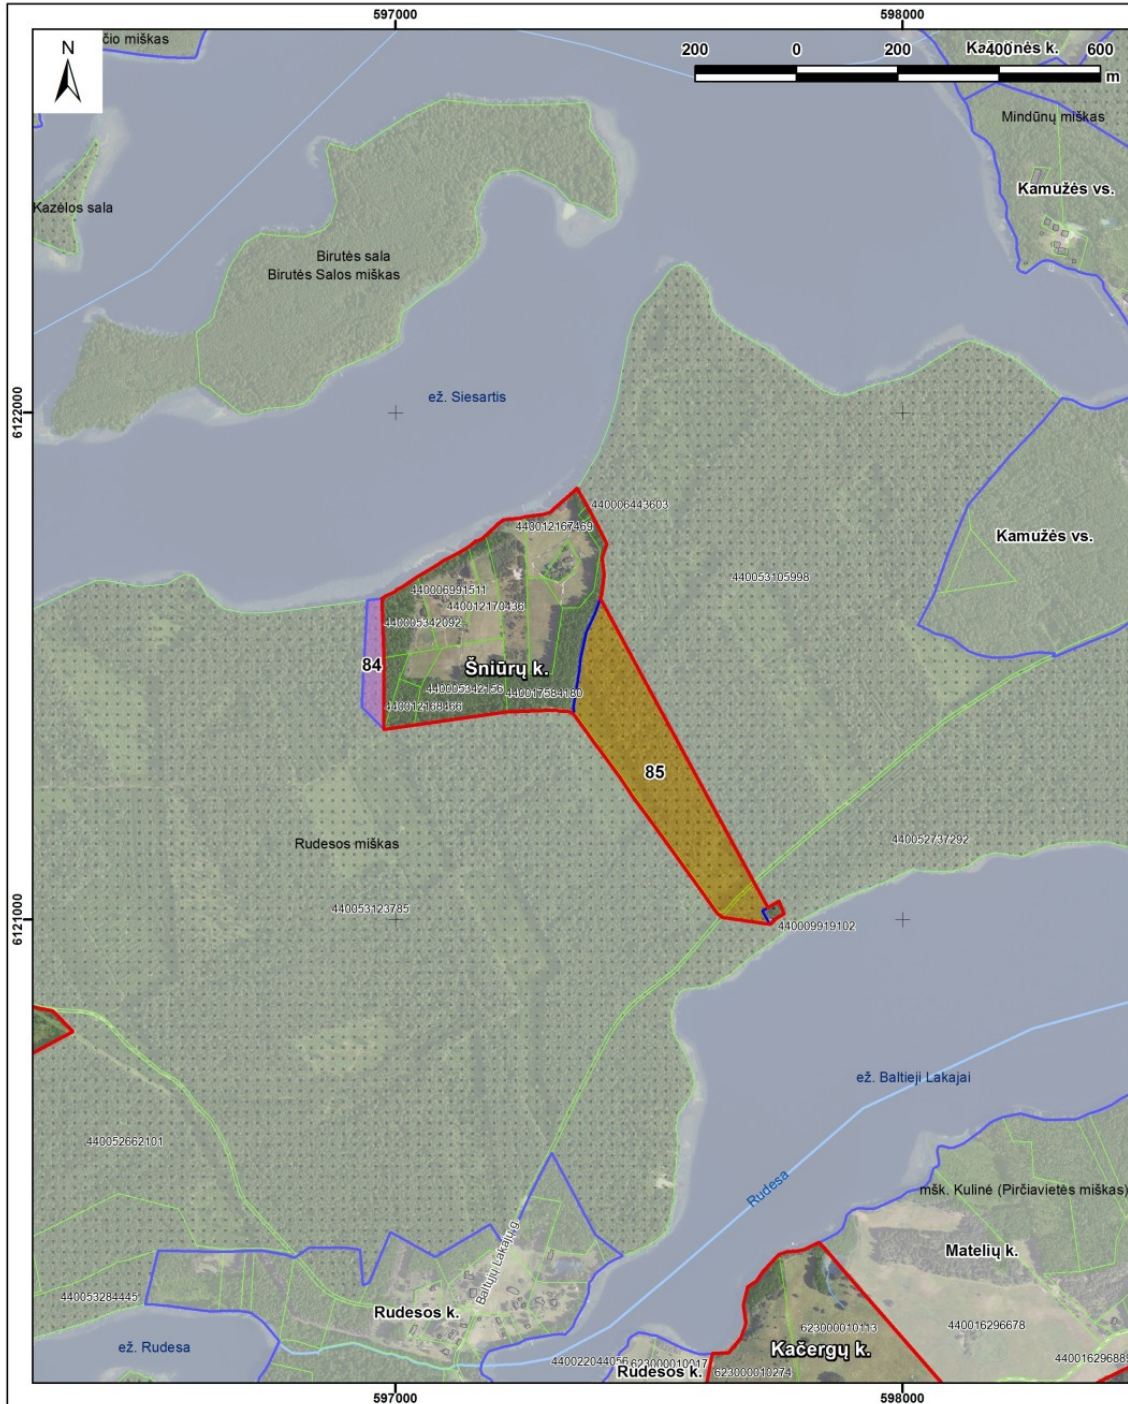 597000
598000
N
čio miškas
200
0
200
400
600
m
Mindūnų miškas
Kamužės vs.
Kazėlos sala
Birutės sala
Birutės Salos miškas
ež. Siesartis
6122000
440006443603
440012167469
Kamužės vs.
440053105998
440006991511
440012170436
440005342092
84
Šniūrų k.
440005342156
440017584180
440012168466
85
Rudesos miškas
440052737292
440053123785
6121000
440009919102
ež. Baltieji Lakajai
440052662101
Rudesa
mšk. Kulinė (Pirčiavietės miškas)
Baltųjų Lakajų g.
Matelių k.
440053284445
Rudesos k.
440016296678
623000010113
ež. Rudesa
Kačergų k.
440022044056
623000010017
440016296889
Rudesos k.
623000010274
597000
598000